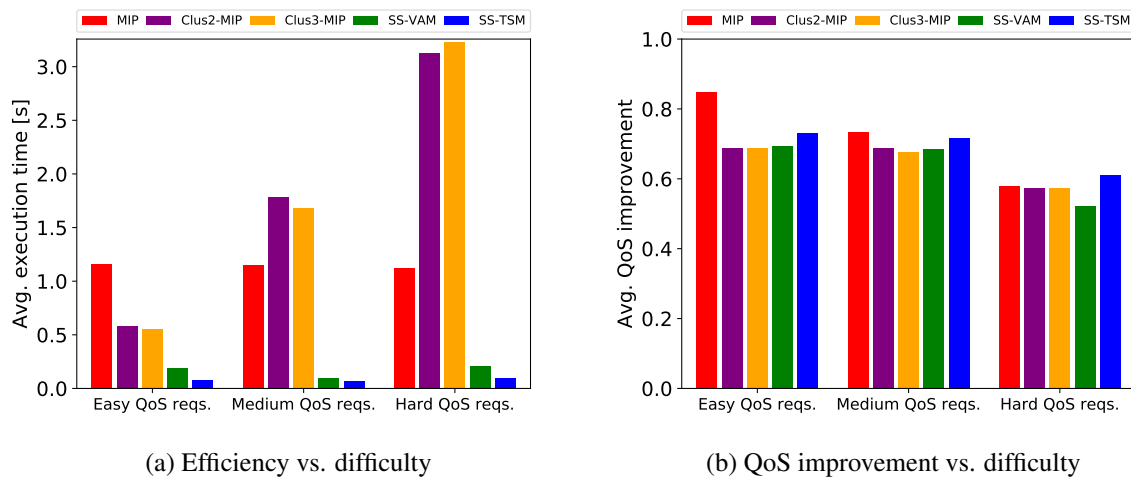 MIP Clus2-MIP Clus3-MIP SS-VAM SS-TSM
Avg. execution time [s]
3.0
2.5
2.0
1.5
1.0
0.5
0.0
Easy QoS reqs. Medium QoS reqs. Hard QoS reqs.
(a) Efficiency vs. difficulty
MIP Clus2-MIP Clus3-MIP SS-VAM SS-TSM
Avg. QoS improvement
1.0
0.8
0.6
0.4
0.2
0.0
Easy QoS reqs. Medium QoS reqs. Hard QoS reqs.
(b) QoS improvement vs. difficulty